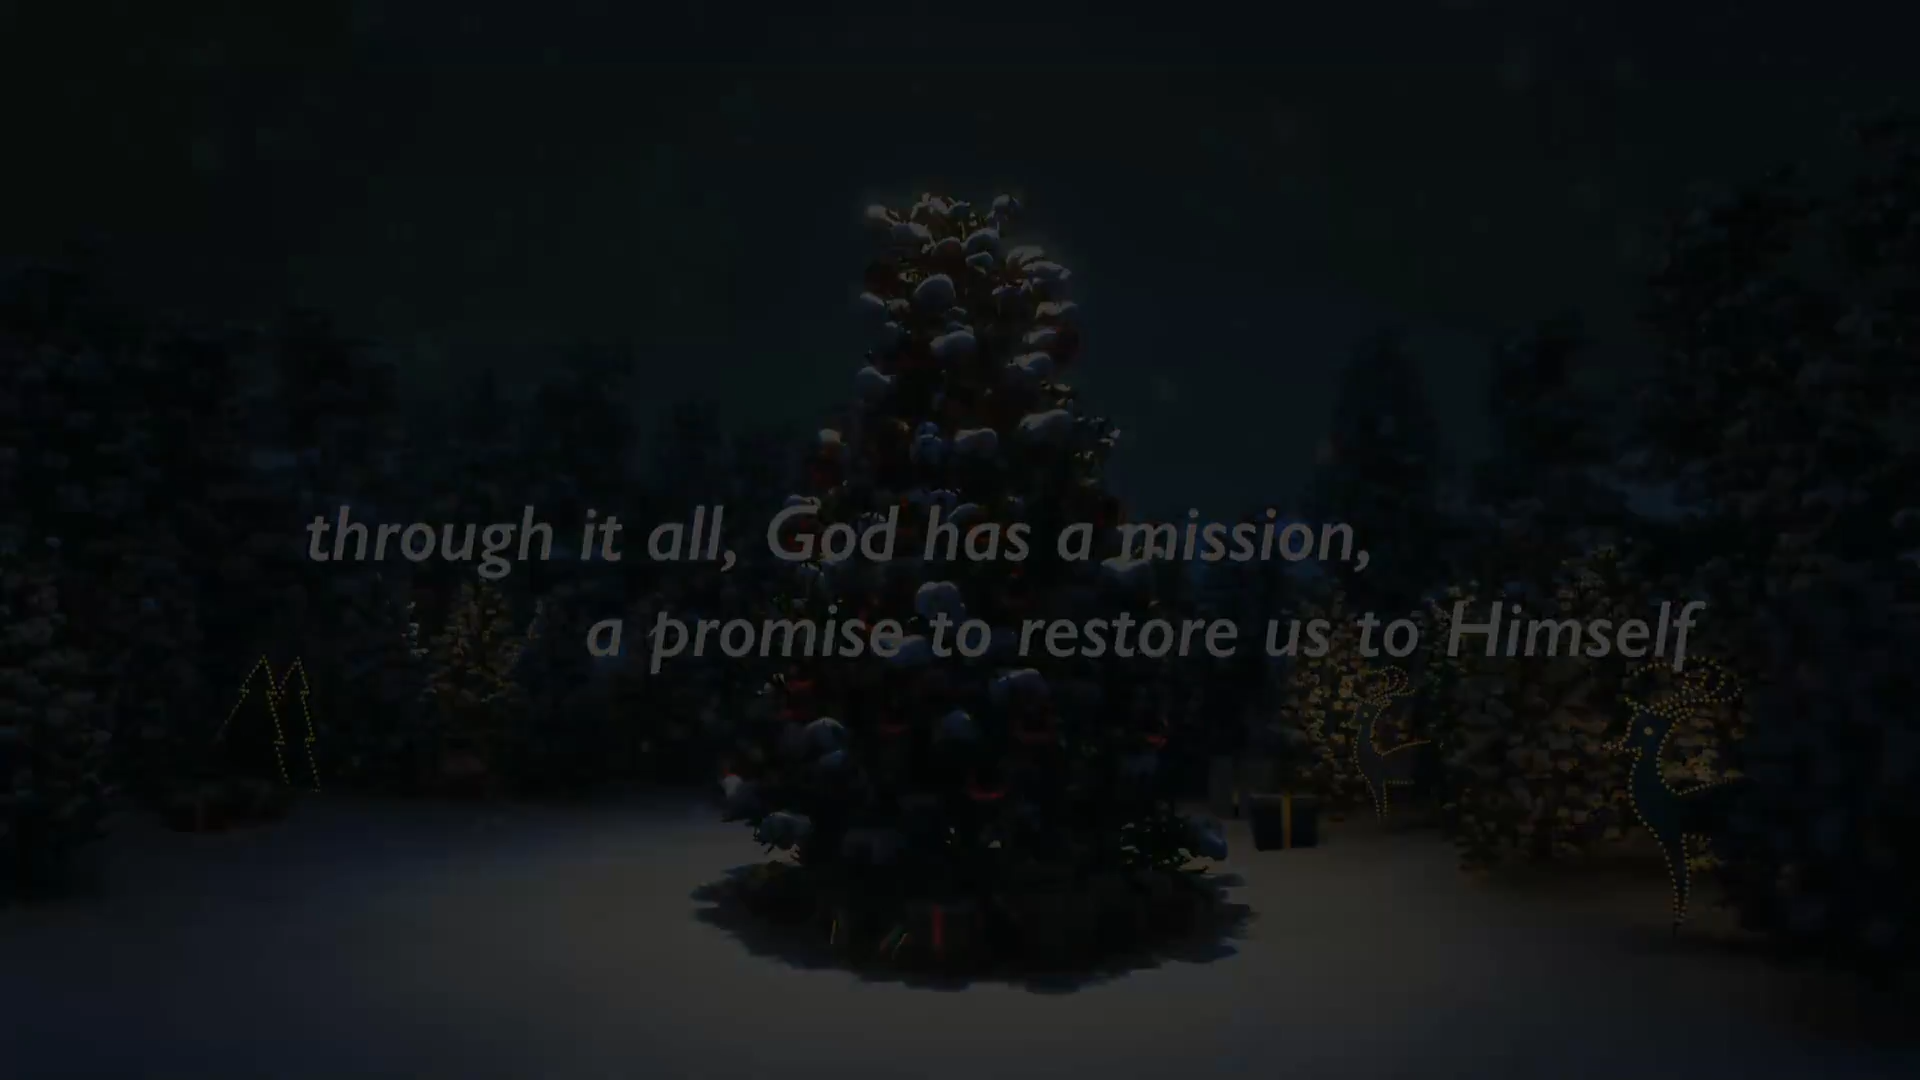 through it all, God has a mission,
a promise to restore us to Himself